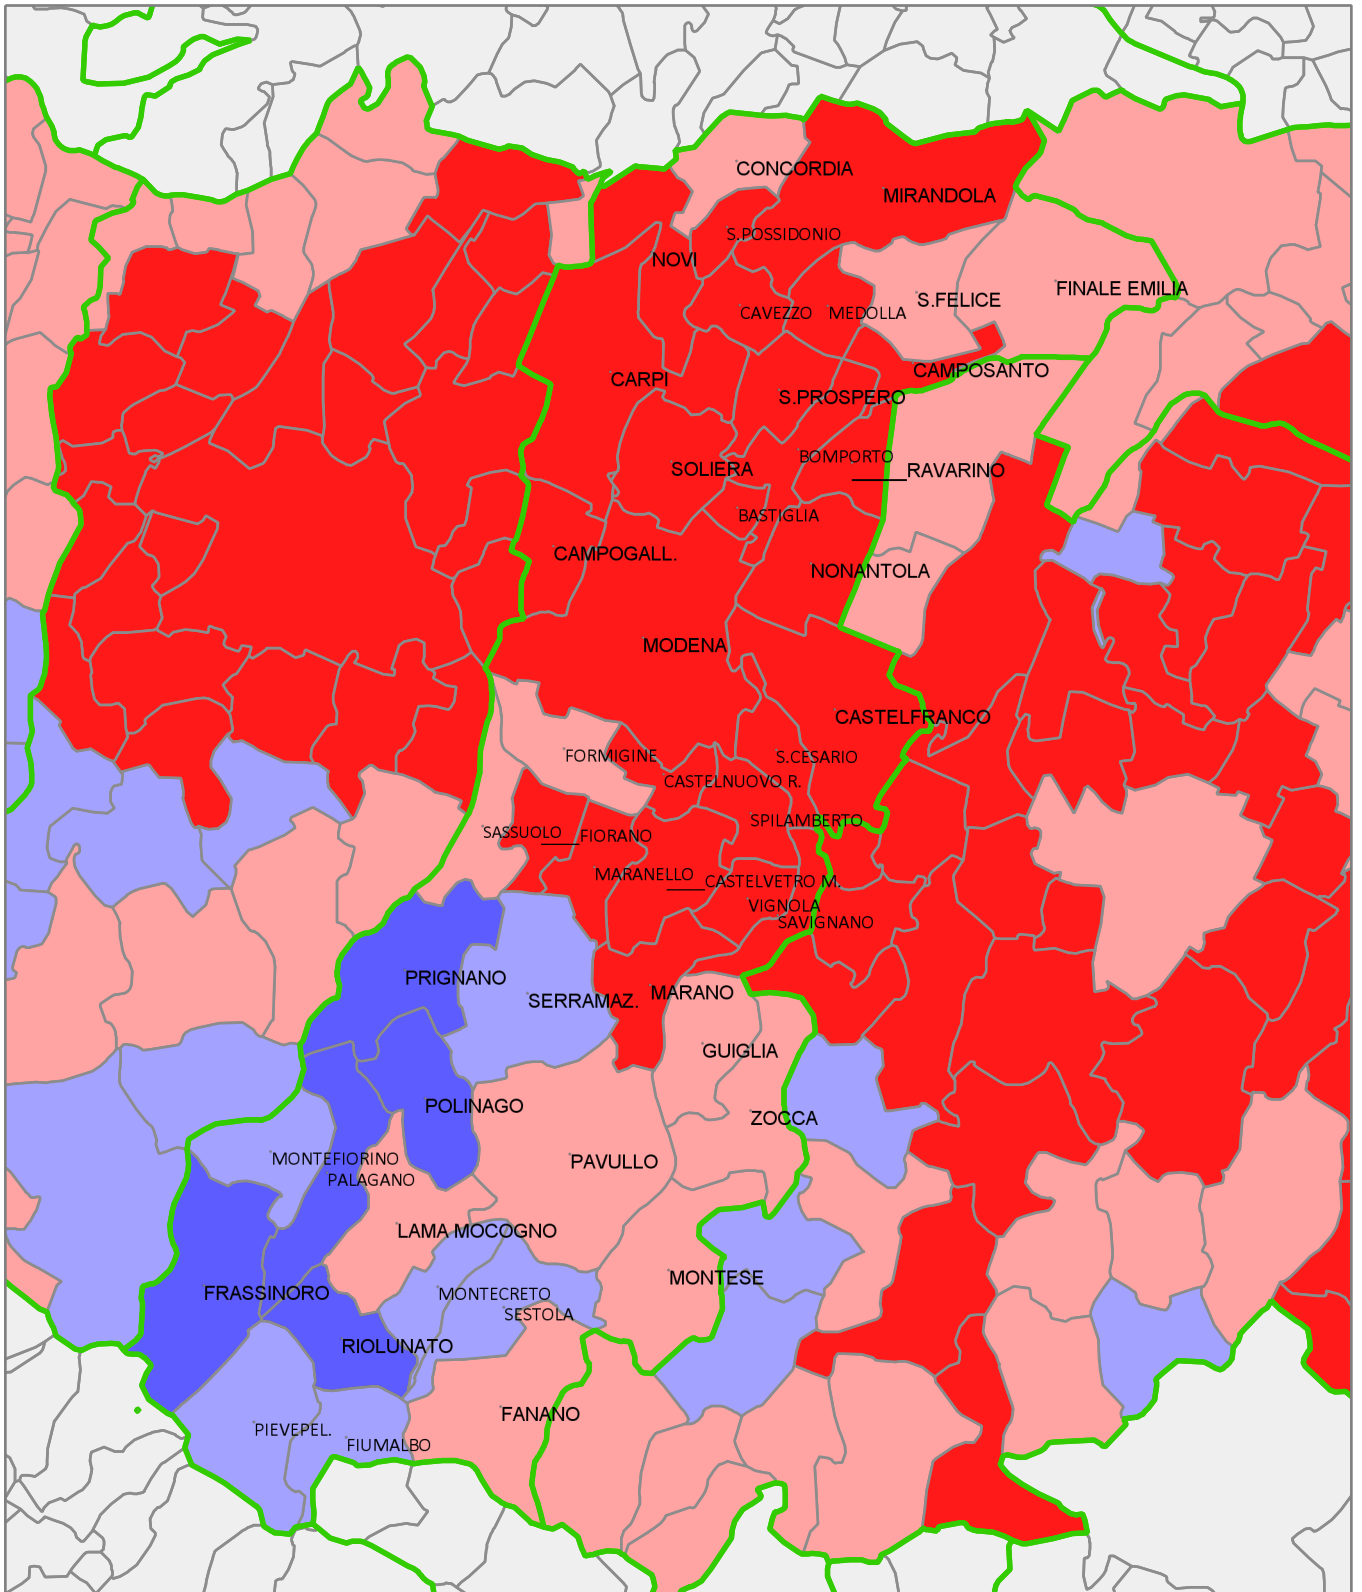 CONCORDIA
MIRANDOLA
S.POSSIDONIO
NOVI
FINALE EMILIA
S.FELICE
CAVEZZO
MEDOLLA
CAMPOSANTO
CARPI
S.PROSPERO
BOMPORTO
SOLIERA
RAVARINO
BASTIGLIA
CAMPOGALL.
NONANTOLA
MODENA
CASTELFRANCO
FORMIGINE
S.CESARIO
CASTELNUOVO R.
SPILAMBERTO
SASSUOLO
FIORANO
MARANELLO
CASTELVETRO M.
VIGNOLA
SAVIGNANO
PRIGNANO
SERRAMAZ.
MARANO
GUIGLIA
POLINAGO
ZOCCA
MONTEFIORINO
PAVULLO
PALAGANO
LAMA MOCOGNO
MONTESE
FRASSINORO
MONTECRETO
SESTOLA
RIOLUNATO
FANANO
PIEVEPEL.
FIUMALBO